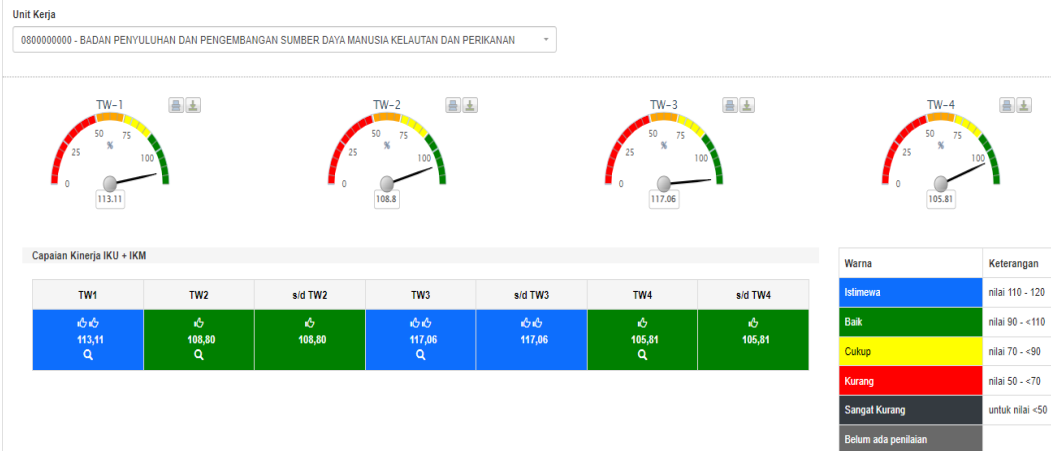 Unit Kerja
0800000000 - BADAN PENYULUHAN DAN PENGEMBANGAN SUMBER DAYA MANUSIA KELAUTAN DAN PERIKANAN
TW-1
0
25
50
75
100
%
113.11
TW-2
0
25
50
75
100
%
108.8
TW-3
0
25
50
75
100
%
117.06
TW-4
0
25
50
75
100
%
105.81
Capaian Kinerja IKU + IKM
TW1 TW2 s/d TW2 TW3 s/d TW3 TW4 s/d TW4
113,11 108,80 108,80 117,06 117,06 105,81 105,81
Warna Keterangan
Istimewa nilai 110 - 120
Baik nilai 90 - <110
Cukup nilai 70 - <90
Kurang nilai 50 - <70
Sangat Kurang untuk nilai <50
Belum ada penilaian